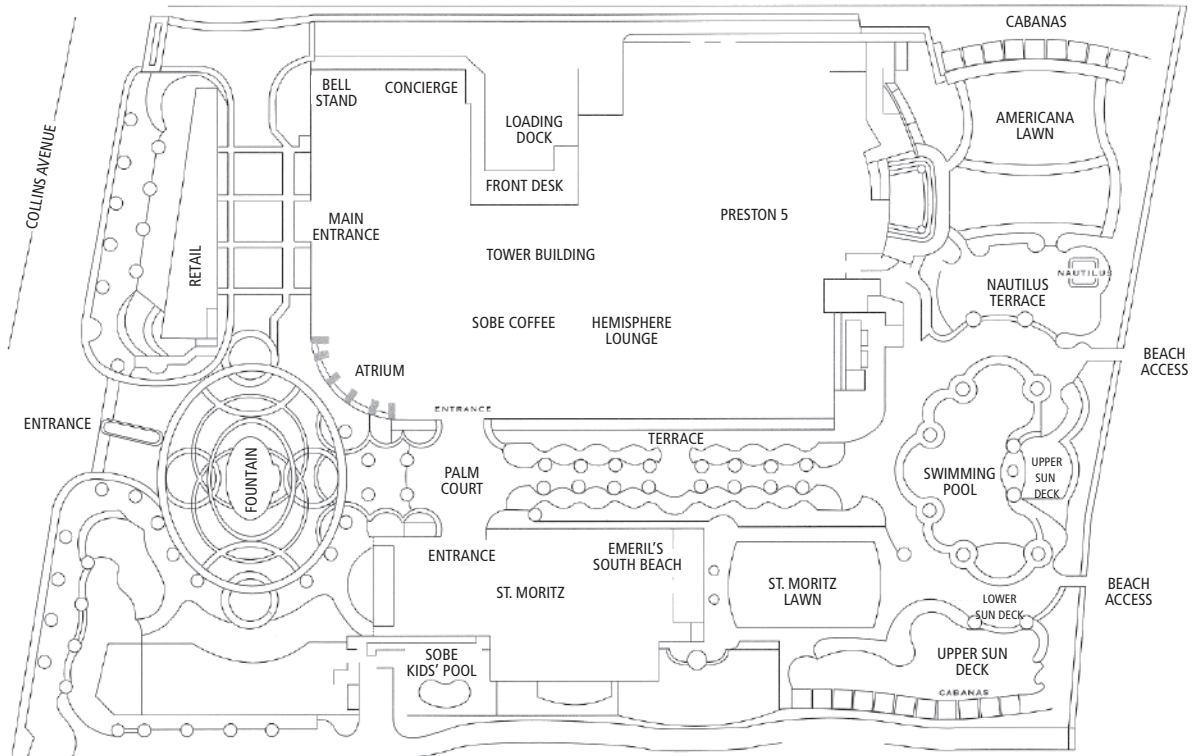 CABANAS
BELL
STAND
CONCIERGE
AMERICANA
LAWN
LOADING
DOCK
COLLINS AVENUE
FRONT DESK
MAIN
ENTRANCE
PRESTON 5
RETAIL
TOWER BUILDING
NAUTILUS
NAUTILUS
TERRACE
SOBE COFFEE
HEMISPHERE
LOUNGE
BEACH
ACCESS
ATRIUM
ENTRANCE
ENTRANCE
TERRACE
FOUNTAIN
PALM
COURT
SWIMMING
POOL
UPPER
SUN
DECK
ENTRANCE
EMERIL'S
SOUTH BEACH
ST. MORITZ
ST. MORITZ
LAWN
BEACH
ACCESS
LOWER
SUN DECK
SOBE
KIDS' POOL
UPPER SUN
DECK
CABANAS